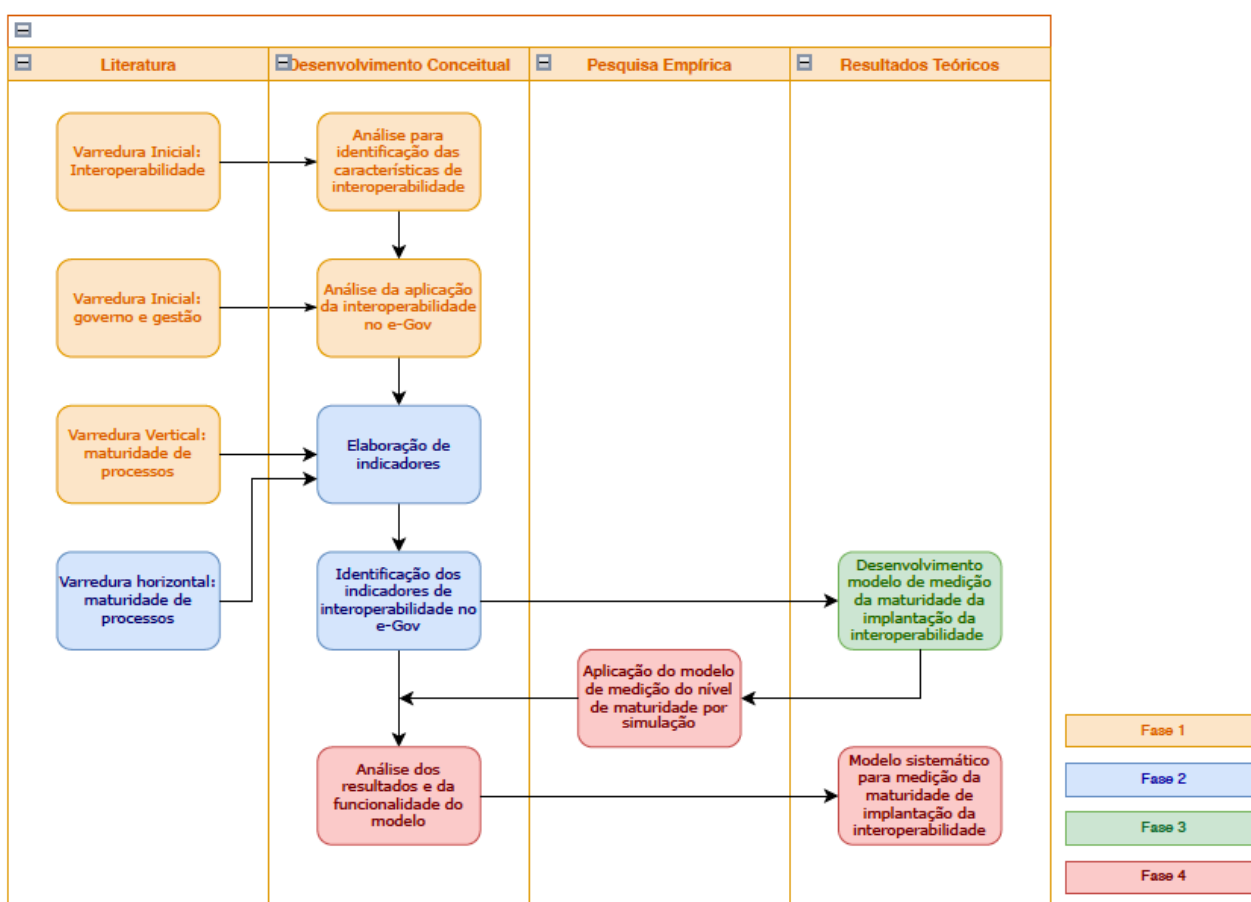 Literatura
Desenvolvimento Conceitual
Pesquisa Empírica
Resultados Teóricos
Varredura Inicial:
Interoperabilidade
Análise para
identificação das
características de
interoperabilidade
Varredura Inicial:
governo e gestão
Análise da aplicação
da interoperabilidade
no e-Gov
Varredura Vertical:
maturidade de
processos
Elaboração de
indicadores
Varredura horizontal:
maturidade de
processos
Identificação dos
indicadores de
interoperabilidade no
e-Gov
Desenvolvimento
modelo de medição
da maturidade da
implantação da
interoperabilidade
Aplicação do modelo
de medição do nível
de maturidade por
simulação
Análise dos
resultados e da
funcionalidade do
modelo
Modelo sistemático
para medição da
maturidade de
implantação da
interoperabilidade
Fase 1
Fase 2
Fase 3
Fase 4